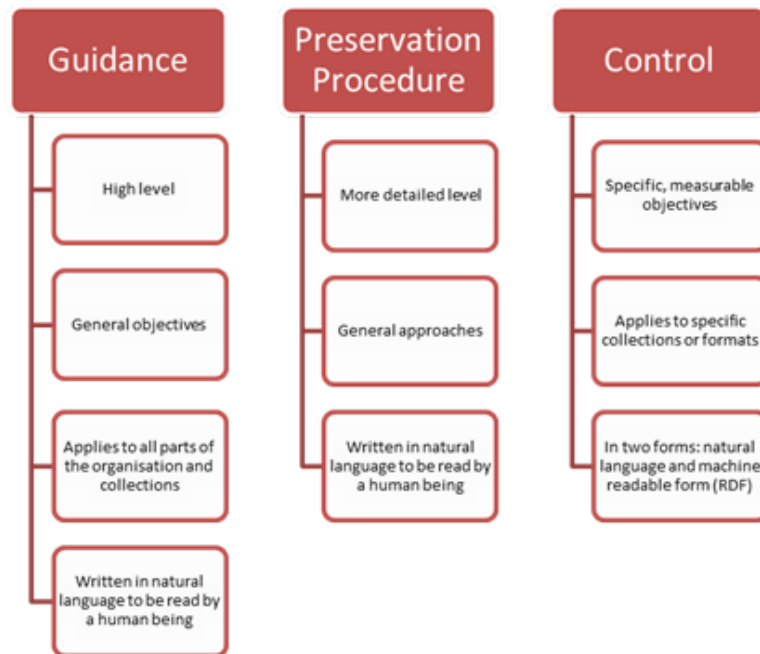 Guidance
High level
General objectives
Applies to all parts of
the organisation and
collections
Written in natural
language to be read by
a human being
Preservation
Procedure
More detailed level
General approaches
Written in natural
language to be read by
a human being
Control
Specific, measurable
objectives
Applies to specific
collections or formats
In two forms: natural
language and machine
readable form (RDF)